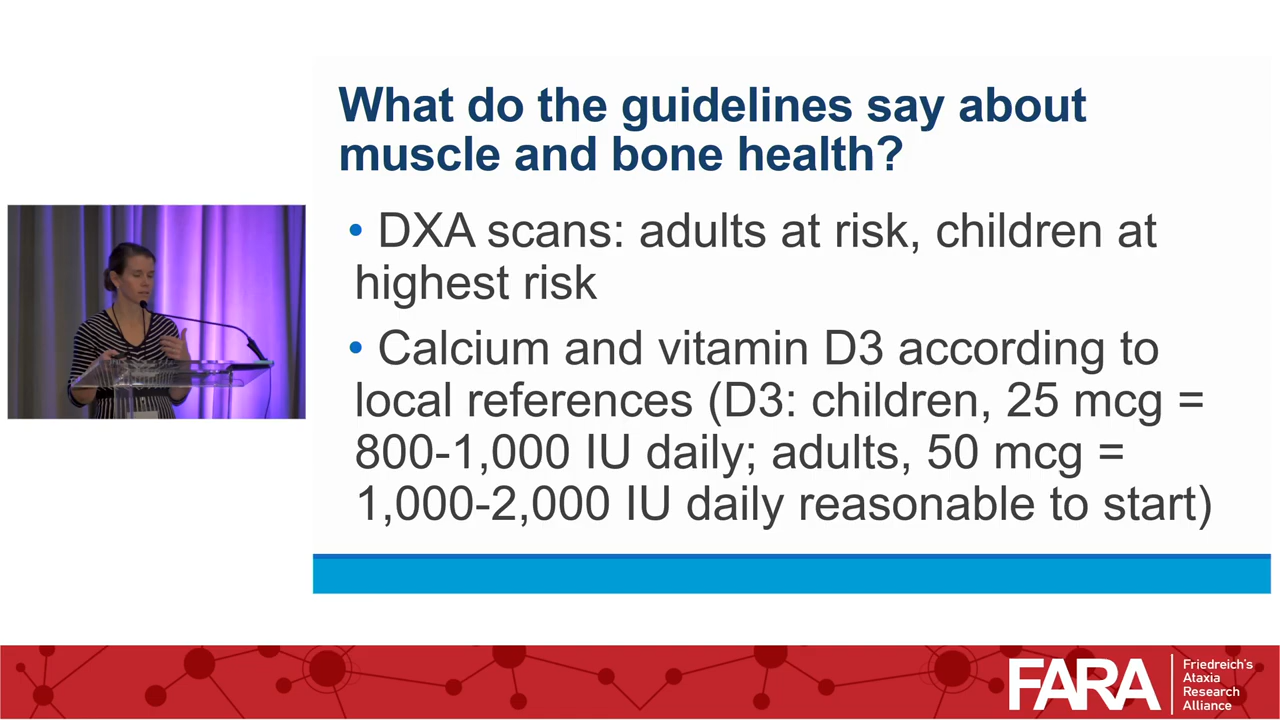 What do the guidelines say about
muscle and bone health?
• DXA scans: adults at risk, children at
highest risk
• Calcium and vitamin D3 according to
local references (D3: children, 25 mcg =
800-1,000 IU daily; adults, 50 mcg =
1,000-2,000 IU daily reasonable to start)
FARA
Friedreich's
Ataxia
Research
Alliance